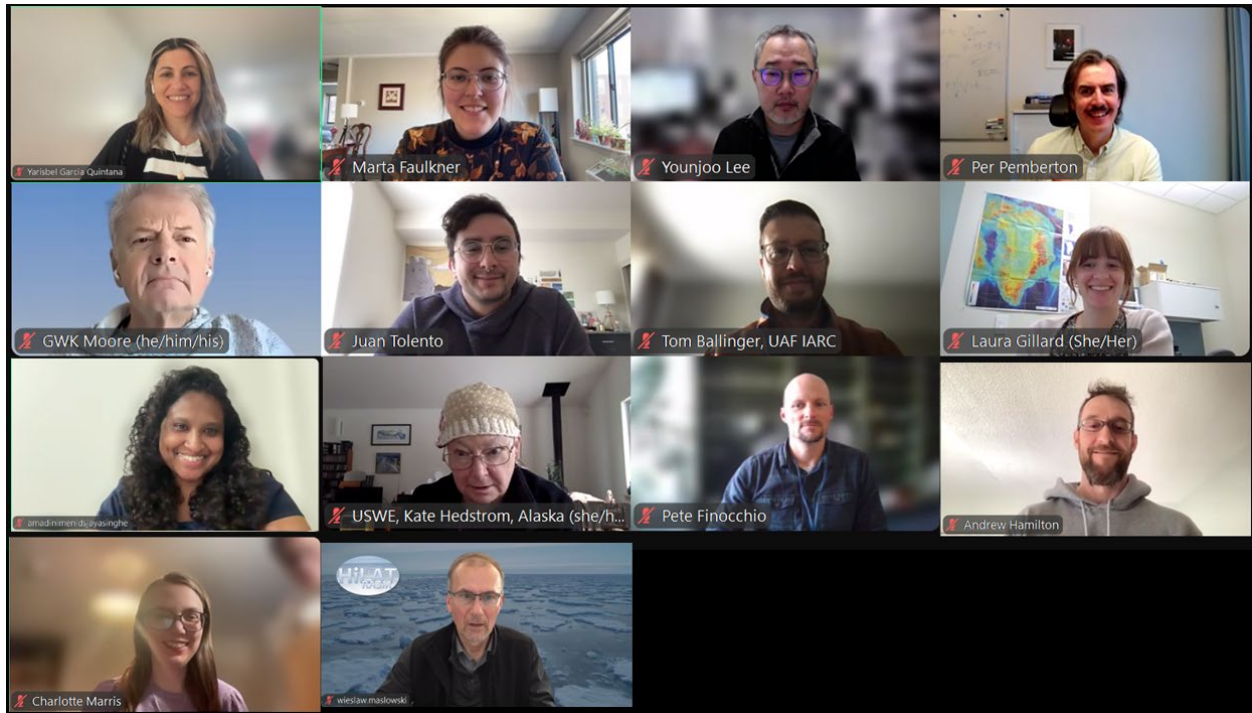 Yarisbel Garcia Quintana
Marta Faulkner
Younjoo Lee
Per Pemberton
GWK Moore (he/him/his)
Juan Tolento
Tom Ballinger, UAF IARC
Laura Gillard (She/Her)
amadinimenidsjayasinghe
USWE, Kate Hedstrom, Alaska (she/h...
Pete Finocchio
Andrew Hamilton
Charlotte Marris
HiLAT
RASM
wieslaw.maslowski